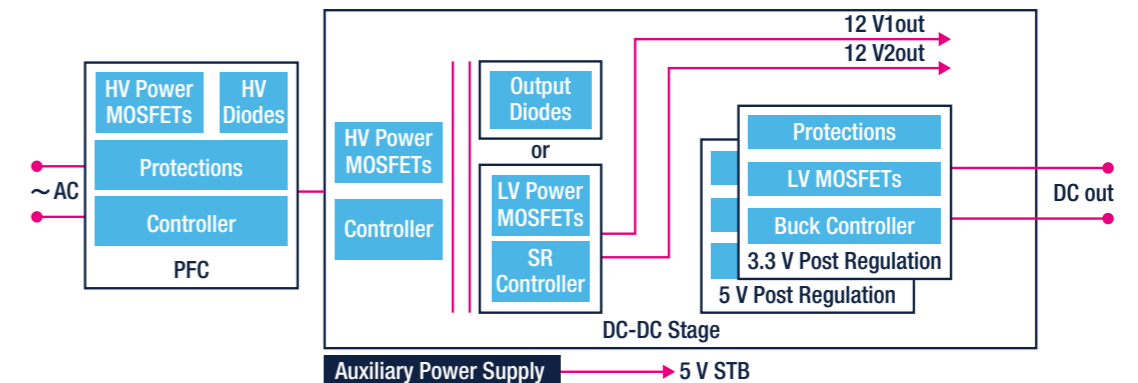 12 V1out
12 V2out
HV Power
MOSFETs
HV
Diodes
Protections
Controller
PFC
~ AC
HV Power
MOSFETs
Controller
Output
Diodes
or
LV Power
MOSFETs
SR
Controller
Protections
LV MOSFETs
Buck Controller
3.3 V Post Regulation
5 V Post Regulation
DC out
DC-DC Stage
Auxiliary Power Supply
5 V STB